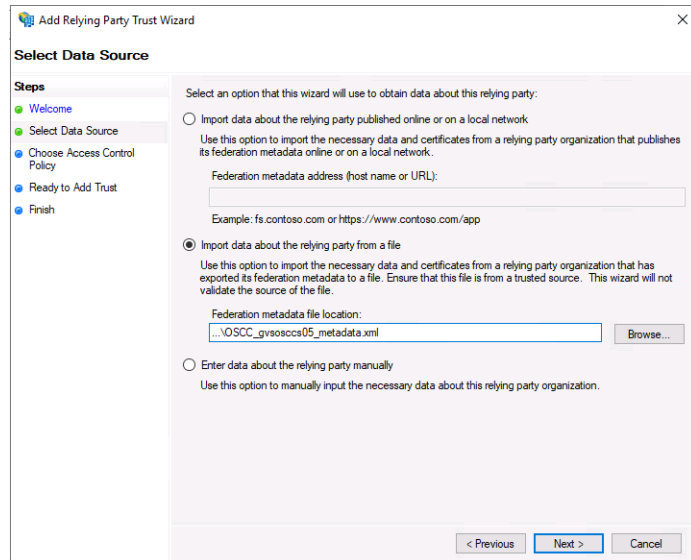 Add Relying Party Trust Wizard
Select Data Source
Steps
Welcome
Select Data Source
Choose Access Control
Policy
Ready to Add Trust
Finish
Select an option that this wizard will use to obtain data about this relying party:
Import data about the relying party published online or on a local network
Use this option to import the necessary data and certificates from a relying party organization that publishes
its federation metadata online or on a local network.
Federation metadata address (host name or URL):
Example: fs.contoso.com or https://www.contoso.com/app
Import data about the relying party from a file
Use this option to import the necessary data and certificates from a relying party organization that has
exported its federation metadata to a file. Ensure that this file is from a trusted source. This wizard will not
validate the source of the file.
Federation metadata file location:
...\OSCC_gvsosccs05_metadata.xml
Browse...
Enter data about the relying party manually
Use this option to manually input the necessary data about this relying party organization.
< Previous
Next >
Cancel